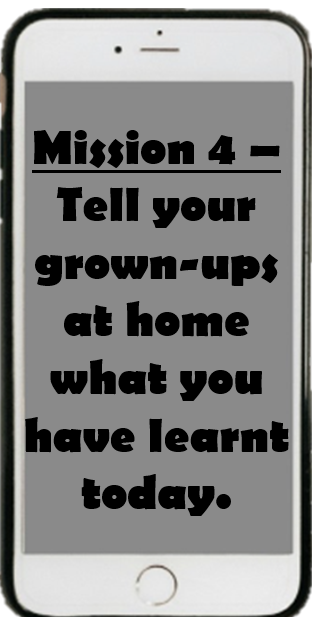 Mission 4 –
Tell your
grown-ups
at home
what you
have learnt
today.